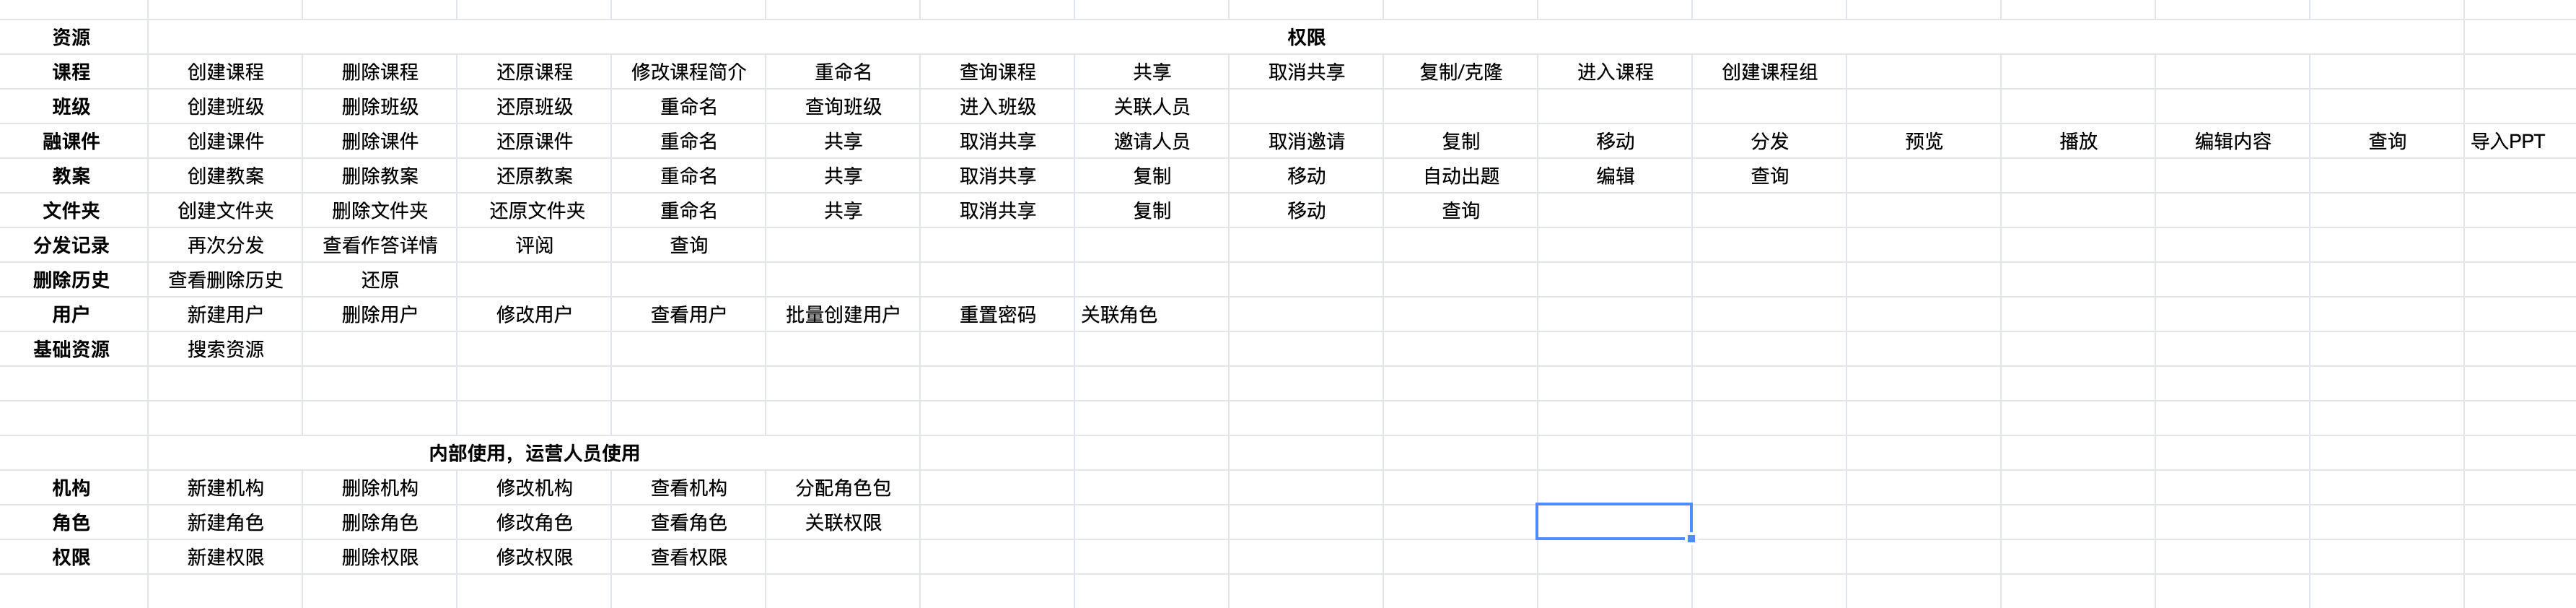 资源 权限
课程 创建课程 删除课程 还原课程 修改课程简介 重命名 查询课程 共享 取消共享 复制/克隆 进入课程 创建课程组
班级 创建班级 删除班级 还原班级 重命名 查询班级 进入班级 关联人员
融课件 创建课件 删除课件 还原课件 重命名 共享 取消共享 邀请人员 取消邀请 复制 移动 分发 预览 播放 编辑内容 查询 导入PPT
教案 创建教案 删除教案 还原教案 重命名 共享 取消共享 复制 移动 自动出题 编辑 查询
文件夹 创建文件夹 删除文件夹 还原文件夹 重命名 共享 取消共享 复制 移动 查询
分发记录 再次分发 查看作答详情 评阅 查询
删除历史 查看删除历史 还原
用户 新建用户 删除用户 修改用户 查看用户 批量创建用户 重置密码 关联角色
基础资源 搜索资源
内部使用，运营人员使用
机构 新建机构 删除机构 修改机构 查看机构 分配角色包
角色 新建角色 删除角色 修改角色 查看角色 关联权限
权限 新建权限 删除权限 修改权限 查看权限